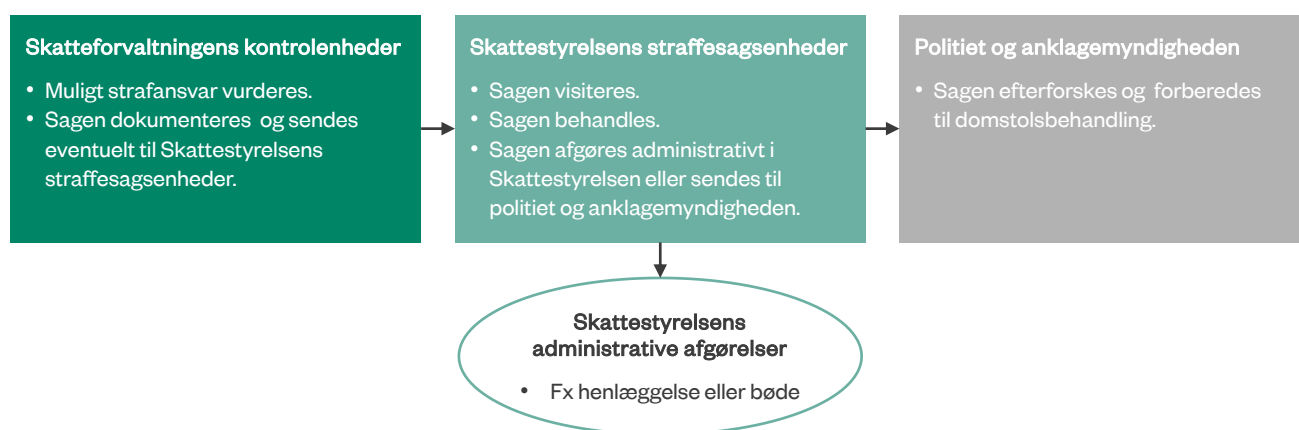 Skatteforvaltningens kontrolenheder
• Muligt strafansvar vurderes.
• Sagen dokumenteres og sendes
eventuelt til Skattestyrelsens
straffesagsenheder.
Skattestyrelsens straffesagsenheder
• Sagen visiteres.
• Sagen behandles.
• Sagen afgøres administrativt i
Skattestyrelsen eller sendes til
politiet og anklagemyndigheden.
Politiet og anklagemyndigheden
• Sagen efterforskes og forberedes
til domstolsbehandling.
Skattestyrelsens
administrative afgørelser
• Fx henlæggelse eller bøde